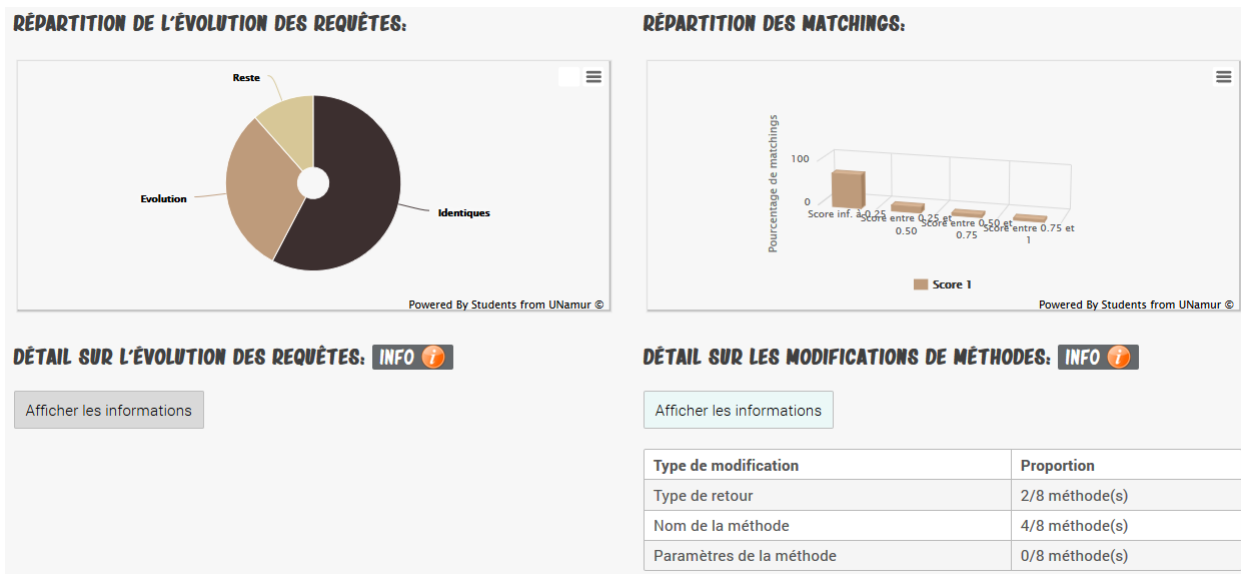 RÉPARTITION DE L'ÉVOLUTION DES REQUÊTES:
Reste
Evolution
Identiques
Powered By Students from UNamur ©
RÉPARTITION DES MATCHINGS:
Pourcentage de matchings
100
0
Score inf. à 0.25
Score entre 0.25 et
0.50
Score entre 0.50 et
0.75
Score entre 0.75 et
1
Score 1
Powered By Students from UNamur ©
DÉTAIL SUR L'ÉVOLUTION DES REQUÊTES: INFO i
Afficher les informations
DÉTAIL SUR LES MODIFICATIONS DE MÉTHODES: INFO i
Afficher les informations
Type de modification Proportion
Type de retour 2/8 méthode(s)
Nom de la méthode 4/8 méthode(s)
Paramètres de la méthode 0/8 méthode(s)